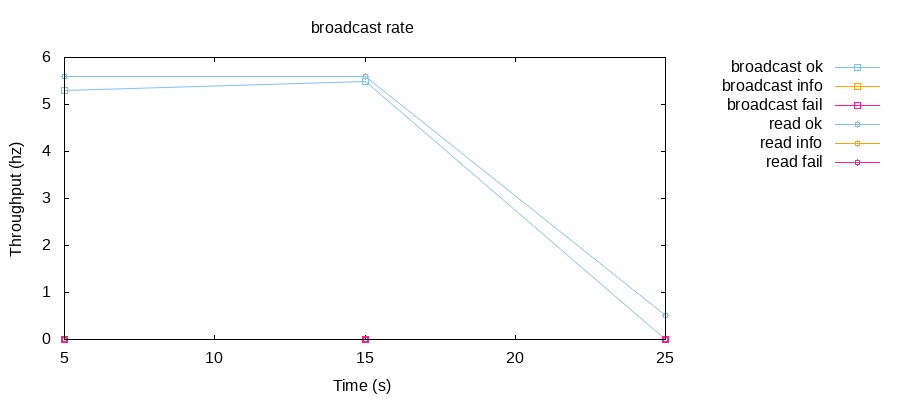 broadcast rate
6
5
4
3
2
1
0
5 10 15 20 25
Throughput (hz)
Time (s)
broadcast ok
broadcast info
broadcast fail
read ok
read info
read fail